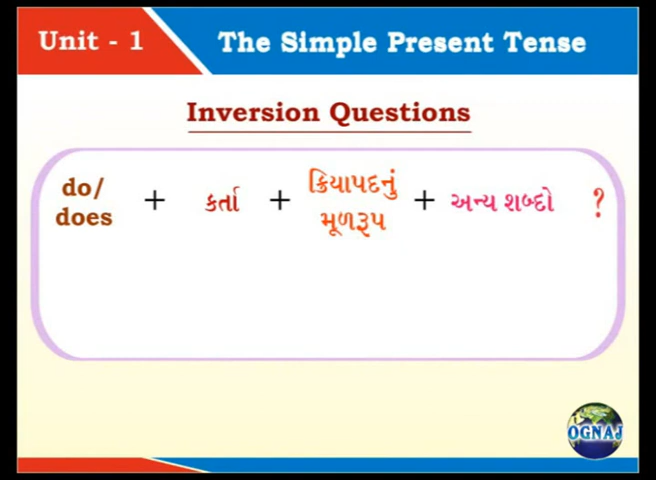 Unit - 1 The Simple Present Tense
Inversion Questions
do/ does + કર્તા + ક્રિયાપદનું મૂળરૂપ + અન્ય શબ્દો ?
OGNAJ